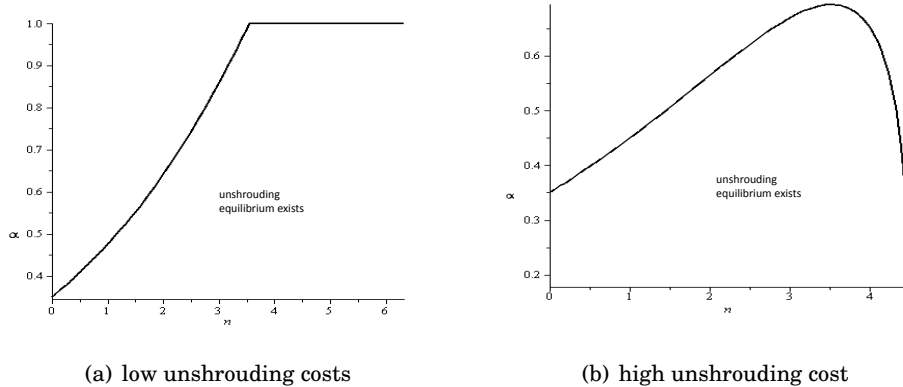 1.0
0.9
0.8
0.7
0.6
0.5
0.4
α
unshrouding
equilibrium exists
0 1 2 3 4 5 6
n
0.6
0.5
0.4
α
0.3
0.2
unshrouding
equilibrium exists
0 1 2 3 4
n
(a) low unshrouding costs
(b) high unshrouding cost